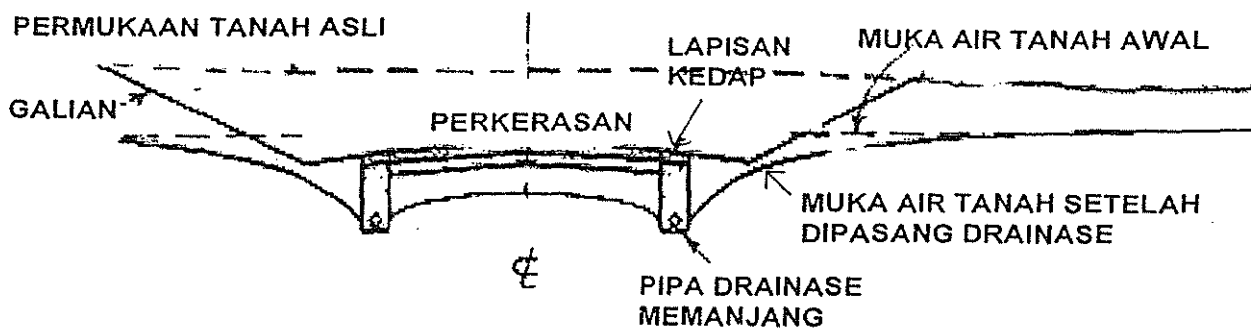 PERMUKAAN TANAH ASLI
LAPISAN
KEDAP
MUKA AIR TANAH AWAL
GALIAN
PERKERASAN
MUKA AIR TANAH SETELAH
DIPASANG DRAINASE
℄
PIPA DRAINASE
MEMANJANG